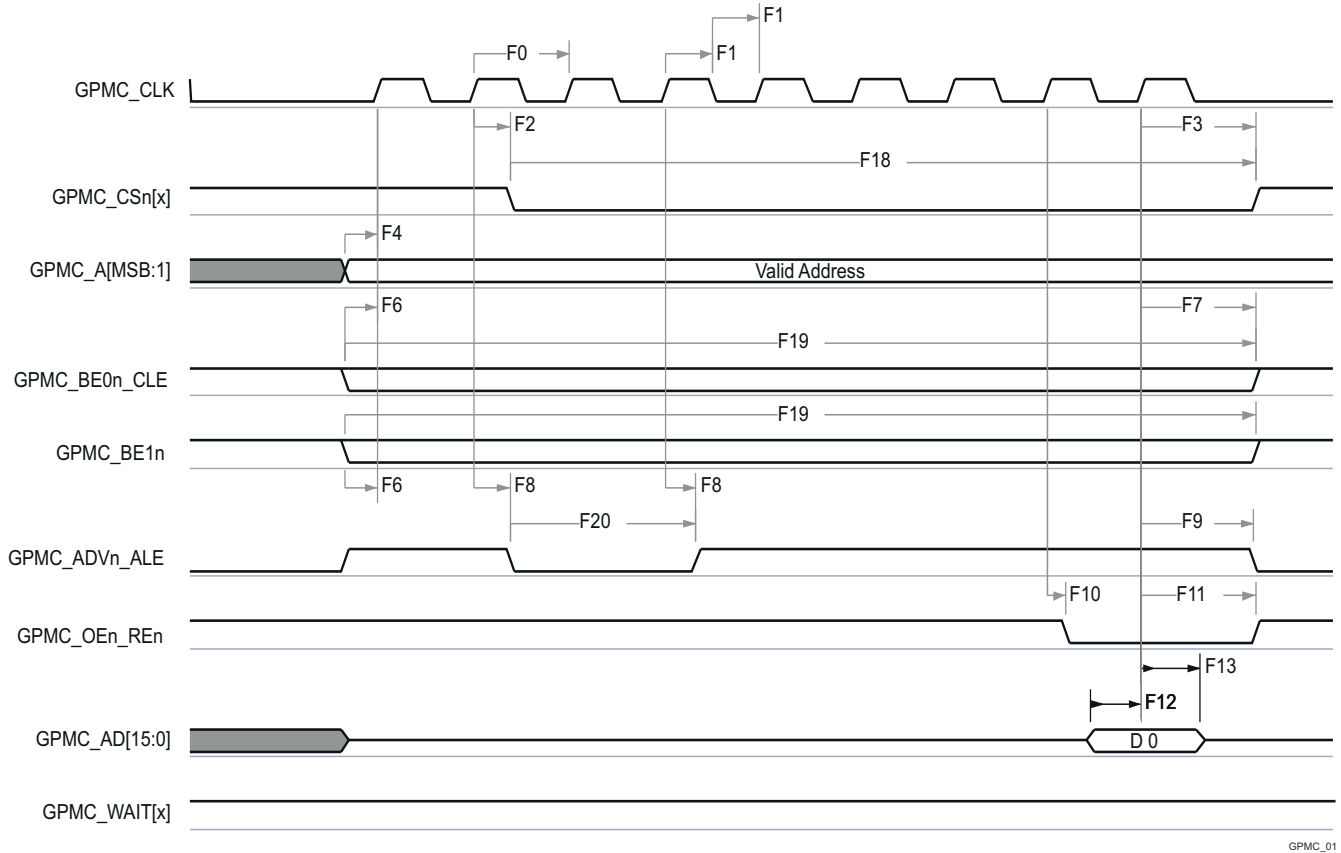 F1
F0
F1
GPMC_CLK
F2
F3
F18
GPMC_CSn[x]
F4
GPMC_A[MSB:1]
Valid Address
F6
F7
F19
GPMC_BE0n_CLE
F19
GPMC_BE1n
F6
F8
F8
F20
F9
GPMC_ADVn_ALE
F10
F11
GPMC_OEn_REn
F13
F12
GPMC_AD[15:0]
D 0
GPMC_WAIT[x]
GPMC_01